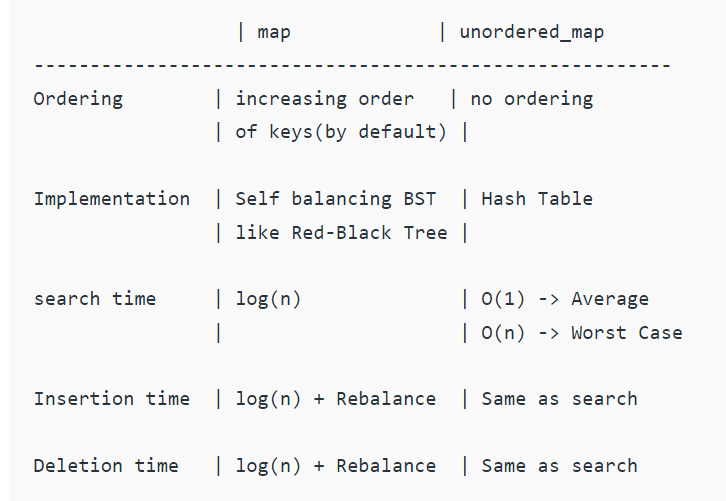 | map | unordered_map
---------------------------------------------------------
Ordering | increasing order | no ordering
| of keys(by default) |
Implementation | Self balancing BST | Hash Table
| like Red-Black Tree |
search time | log(n) | O(1) -> Average
| | O(n) -> Worst Case
Insertion time | log(n) + Rebalance | Same as search
Deletion time | log(n) + Rebalance | Same as search